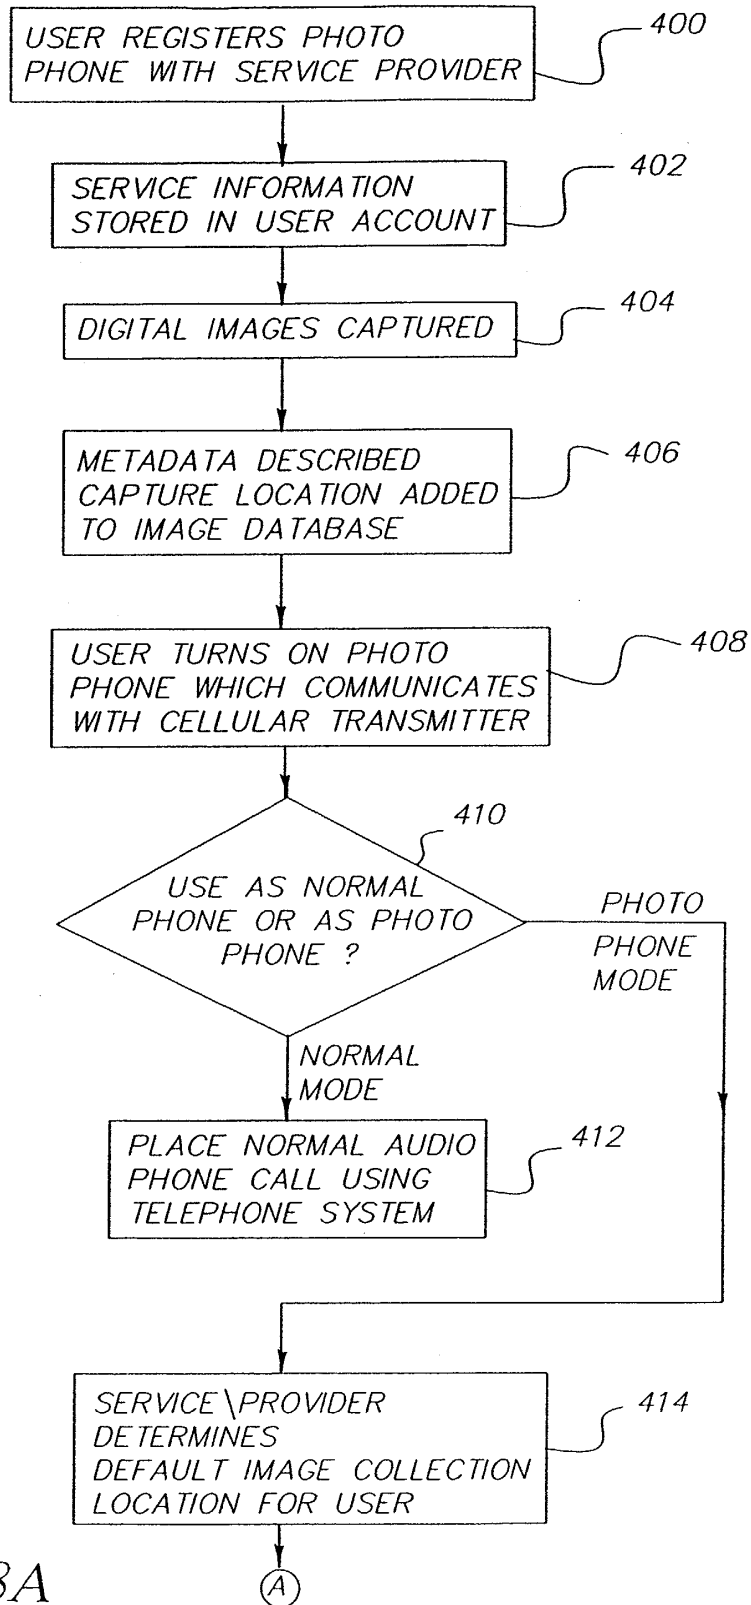 USER REGISTERS PHOTO
PHONE WITH SERVICE PROVIDER
400
SERVICE INFORMATION
STORED IN USER ACCOUNT
402
DIGITAL IMAGES CAPTURED
404
METADATA DESCRIBED
CAPTURE LOCATION ADDED
TO IMAGE DATABASE
406
USER TURNS ON PHOTO
PHONE WHICH COMMUNICATES
WITH CELLULAR TRANSMITTER
408
410
USE AS NORMAL
PHONE OR AS PHOTO
PHONE ?
PHOTO
PHONE
MODE
NORMAL
MODE
PLACE NORMAL AUDIO
PHONE CALL USING
TELEPHONE SYSTEM
412
SERVICE\PROVIDER
DETERMINES
DEFAULT IMAGE COLLECTION
LOCATION FOR USER
414
A
8A